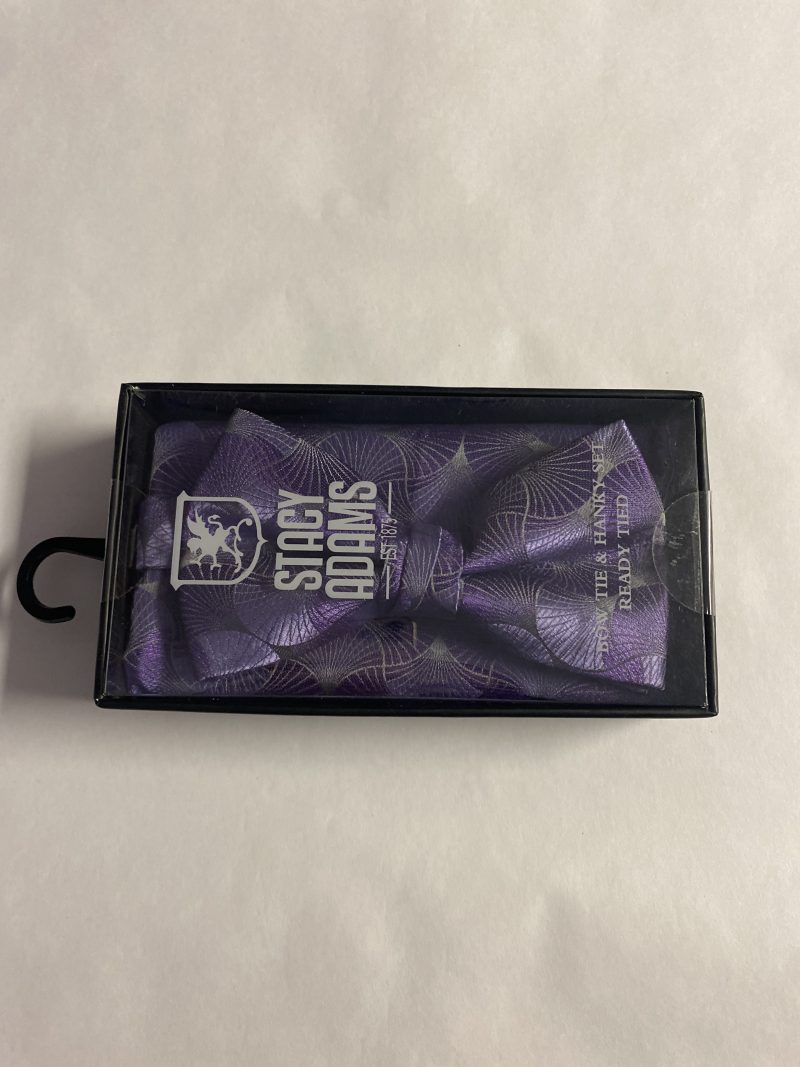 STACY
ADAMS
EST. 1875
BOW TIE & HANKY SET
READY TIED